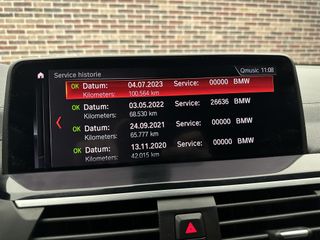 Qmusic 11:08
Service historie
OK Datum: 04.07.2023 Service: 00000 BMW
Kilometers: 100.564 km
OK Datum: 03.05.2022 Service: 26636 BMW
Kilometers: 68.530 km
OK Datum: 24.09.2021 Service: 00000 BMW
Kilometers: 65.777 km
OK Datum: 13.11.2020 Service: 00000 BMW
Kilometers: 42.015 km